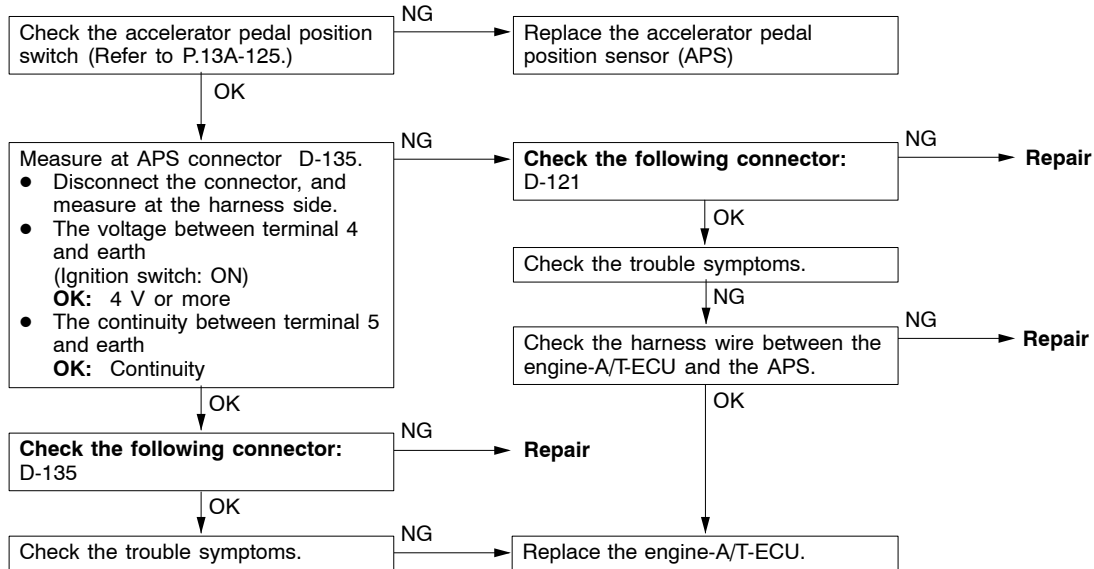 Check the accelerator pedal position
switch (Refer to P.13A-125.)
NG
Replace the accelerator pedal
position sensor (APS)
OK
Measure at APS connector D-135.
● Disconnect the connector, and
measure at the harness side.
● The voltage between terminal 4
and earth
(Ignition switch: ON)
OK: 4 V or more
● The continuity between terminal 5
and earth
OK: Continuity
NG
Check the following connector:
D-121
NG
Repair
OK
Check the trouble symptoms.
NG
Check the harness wire between the
engine-A/T-ECU and the APS.
NG
Repair
OK
OK
Check the following connector:
D-135
NG
Repair
OK
Check the trouble symptoms.
NG
Replace the engine-A/T-ECU.